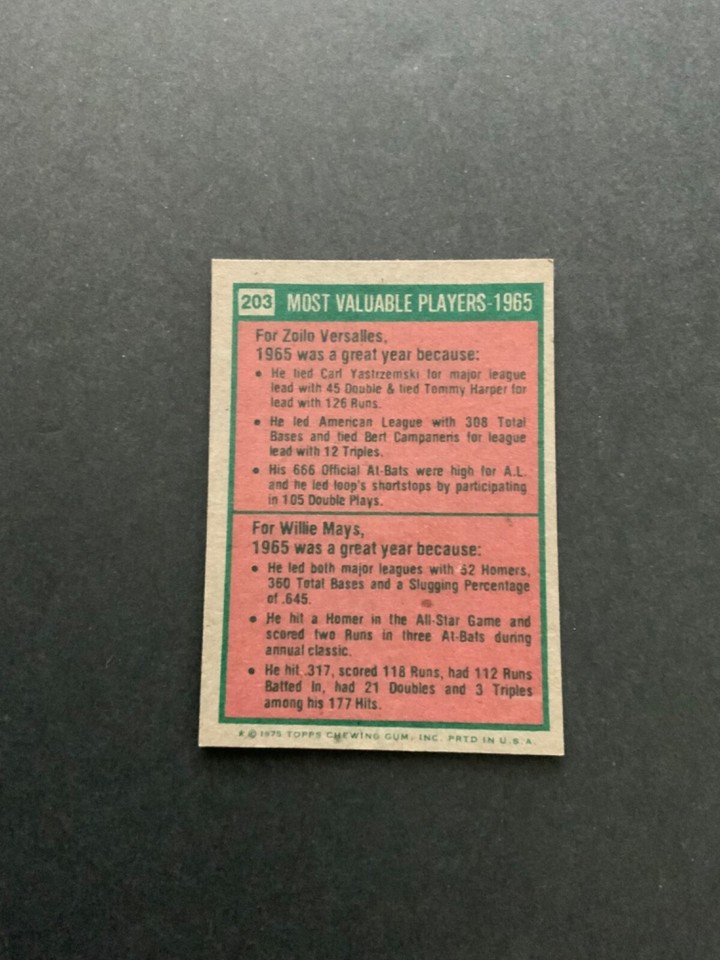 203 MOST VALUABLE PLAYERS-1965
For Zoilo Versalles,
1965 was a great year because:
• He tied Carl Yastrzemski for major league
lead with 45 Double & tied Tommy Harper for
lead with 126 Runs.
• He led American League with 308 Total
Bases and tied Bert Campaneris for league
lead with 12 Triples.
• His 666 Official At-Bats were high for A.L.
and he led loop's shortstops by participating
in 105 Double Plays.
For Willie Mays,
1965 was a great year because:
• He led both major leagues with 52 Homers,
360 Total Bases and a Slugging Percentage
of .645.
• He hit a Homer in the All-Star Game and
scored two Runs in three At-Bats during
annual classic.
• He hit .317, scored 118 Runs, had 112 Runs
Batted In, had 21 Doubles and 3 Triples
among his 177 Hits.
* © 1975 TOPPS CHEWING GUM, INC. PRTD IN U.S.A.